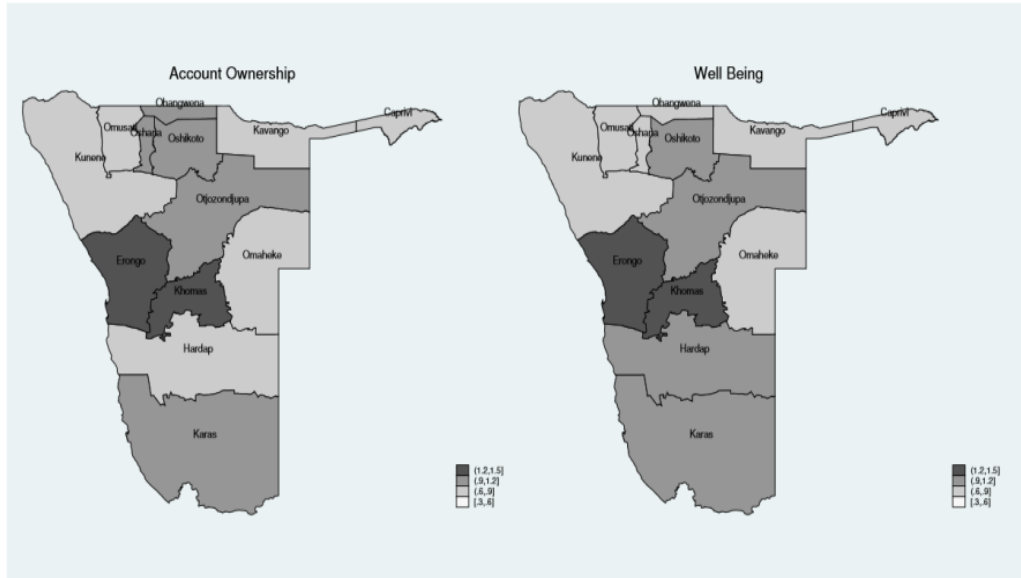 Account Ownership
Ohangwena
Caprivi
Omusati
Oshana
Oshikoto
Kavango
Kunene
Otjozondjupa
Erongo
Omaheke
Khomas
Hardap
Karas
(1.2,1.5]
(.9,1.2]
(.6,.9]
[.3,.6]
Well Being
Ohangwena
Caprivi
Omusati
Oshana
Oshikoto
Kavango
Kunene
Otjozondjupa
Erongo
Omaheke
Khomas
Hardap
Karas
(1.2,1.5]
(.9,1.2]
(.6,.9]
[.3,.6]